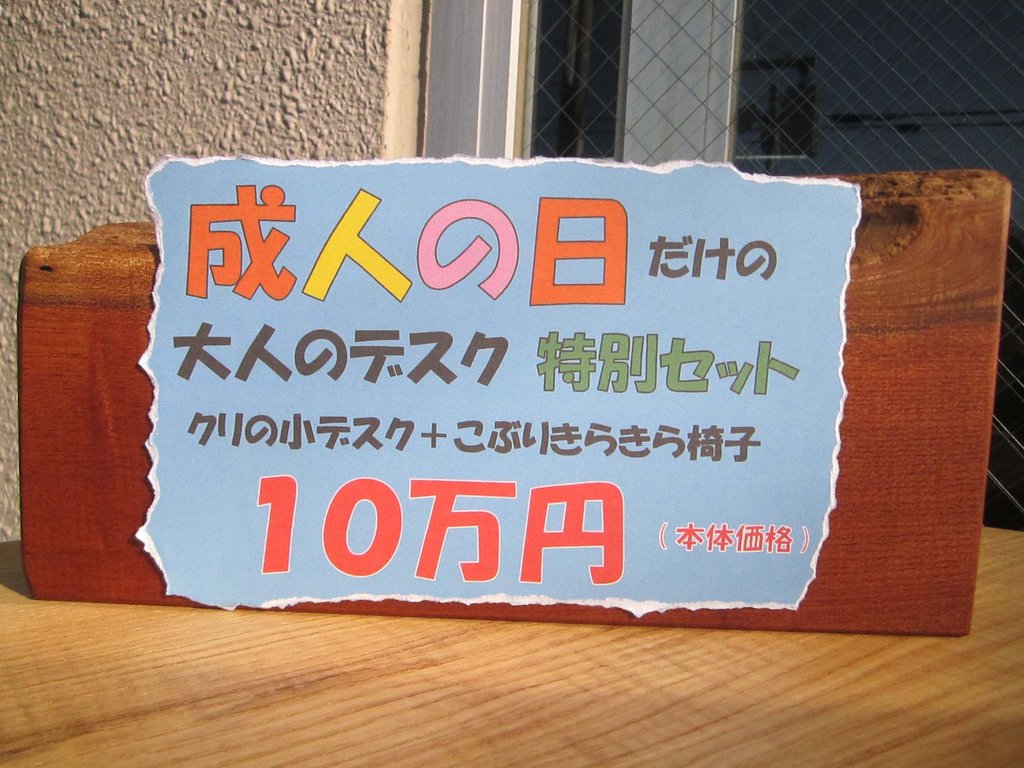 成人の日だけの
大人のデスク 特別セット
クリの小デスク+こぶりきらきら椅子
10万円 (本体価格)